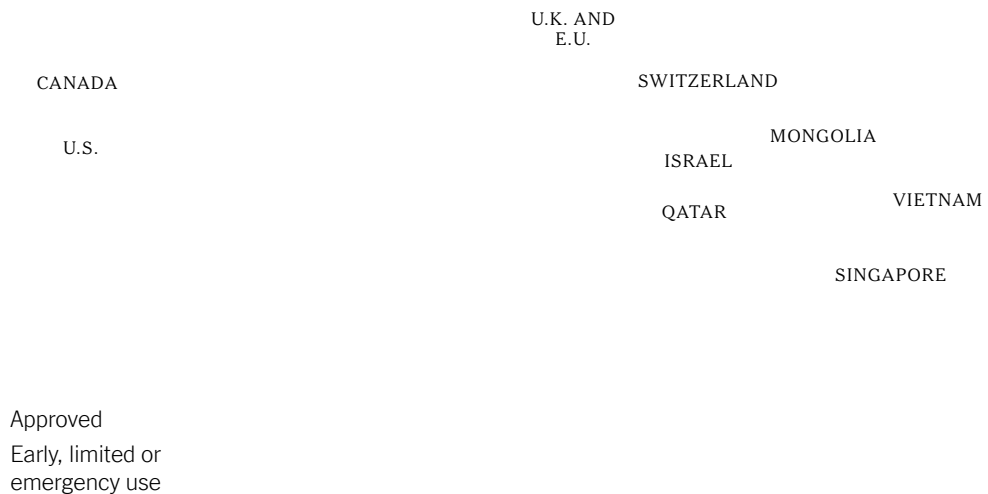 U.K. AND
E.U.
CANADA
SWITZERLAND
U.S.
MONGOLIA
ISRAEL
VIETNAM
QATAR
SINGAPORE
Approved
Early, limited or
emergency use